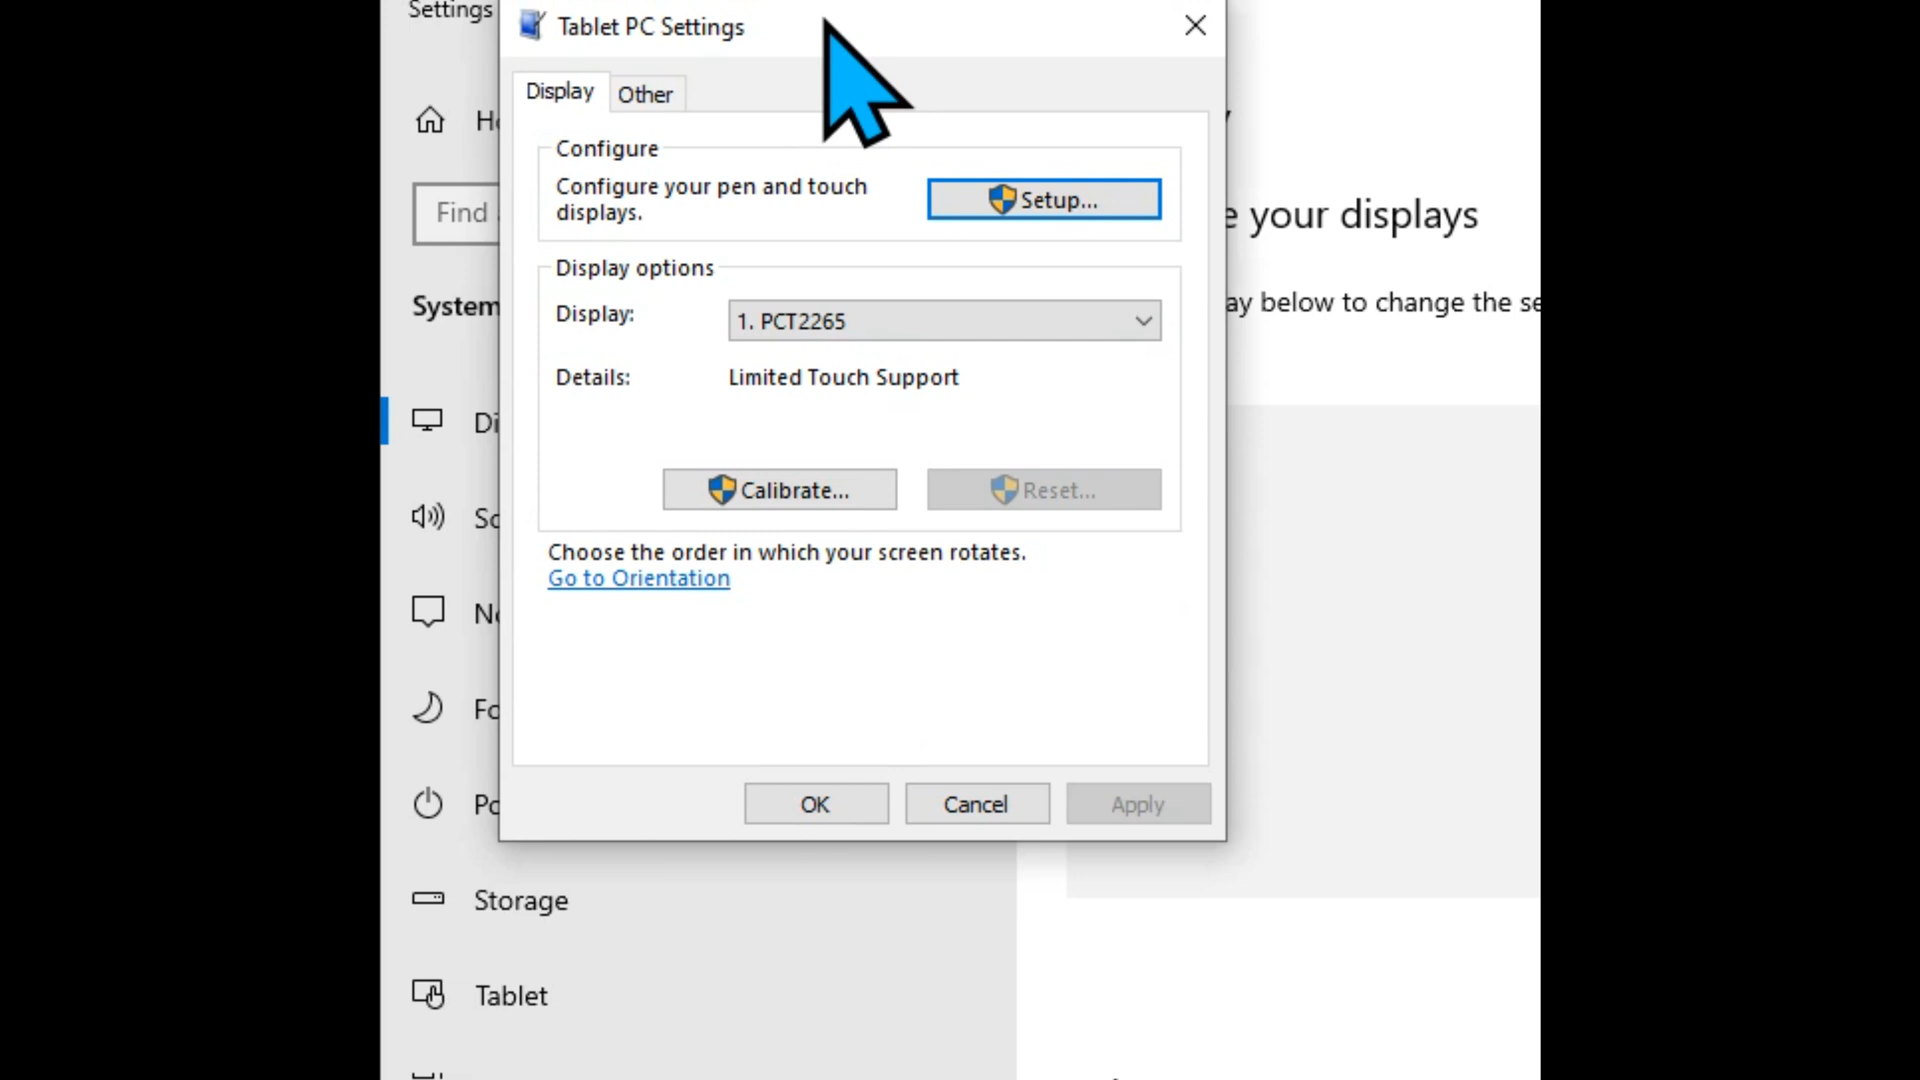 Settings
Tablet PC Settings
Display
Other
Configure
Configure your pen and touch
displays.
Setup...
Display options
Display:
1. PCT2265
Details:
Limited Touch Support
Calibrate...
Reset...
Choose the order in which your screen rotates.
Go to Orientation
OK
Cancel
Apply
Find
System
Storage
Tablet
e your displays
ay below to change the se